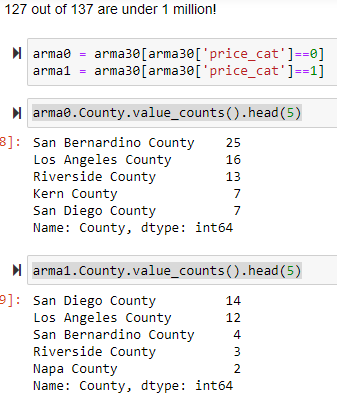 127 out of 137 are under 1 million!
arma0 = arma30[arma30['price_cat']==0]
arma1 = arma30[arma30['price_cat']==1]
arma0.County.value_counts().head(5)
8]: San Bernardino County    25
Los Angeles County       16
Riverside County         13
Kern County               7
San Diego County          7
Name: County, dtype: int64
arma1.County.value_counts().head(5)
9]: San Diego County         14
Los Angeles County       12
San Bernardino County     4
Riverside County          3
Napa County               2
Name: County, dtype: int64